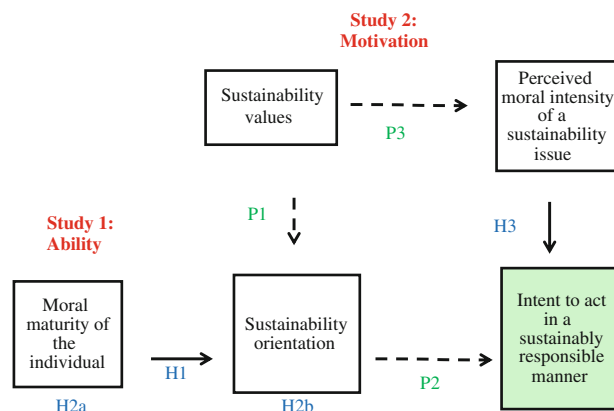 Study 2:
Motivation
Sustainability
values
P3
Perceived
moral intensity
of a
sustainability
issue
P1
H3
Study 1:
Ability
Moral
maturity of
the
individual
H1
Sustainability
orientation
P2
Intent to act
in a
sustainably
responsible
manner
H2a
H2b